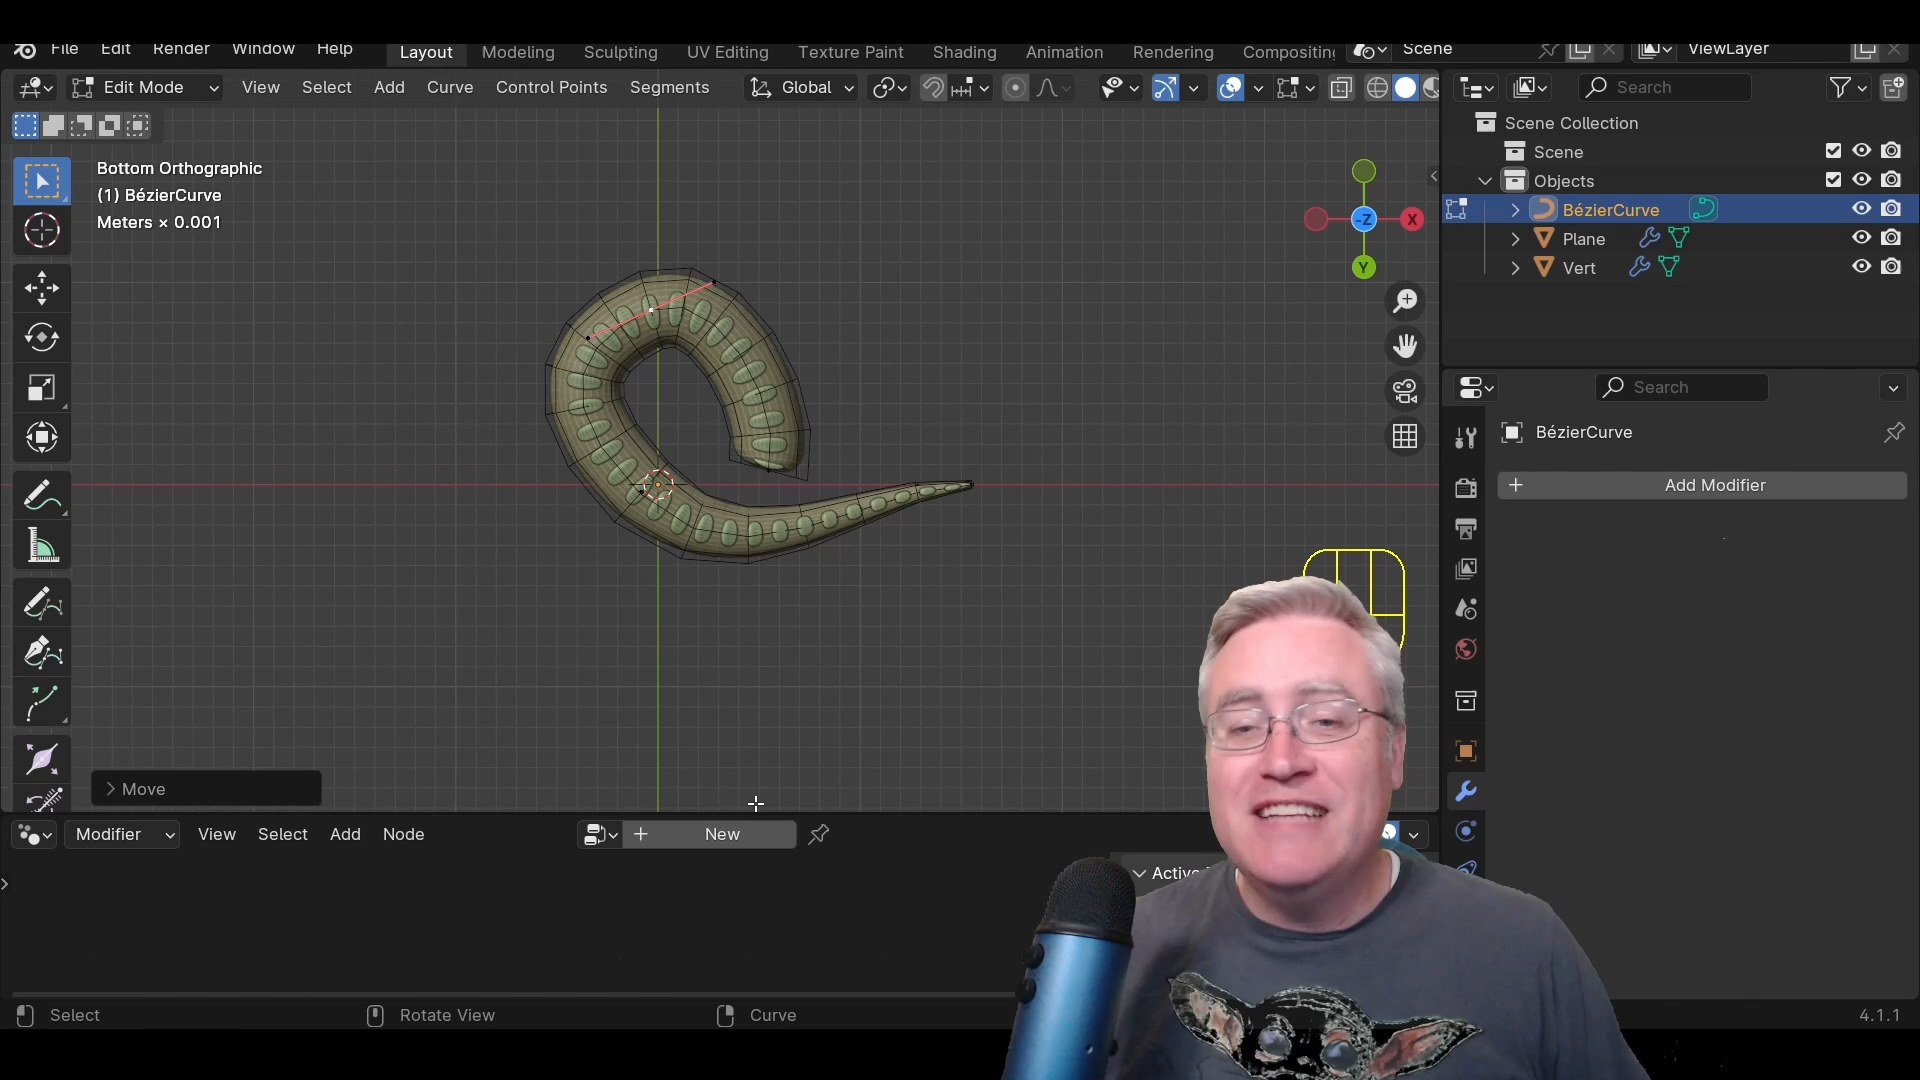 File Edit Render Window Help
Layout Modeling Sculpting UV Editing Texture Paint Shading Animation Rendering
Scene
ViewLayer
Edit Mode View Select Add Curve Control Points Segments
Global
Search
Bottom Orthographic
(1) BézierCurve
Meters × 0.001
-Z
X
Y
Scene Collection
Scene
Objects
BézierCurve
Plane
Vert
Search
BézierCurve
+ Add Modifier
Move
Modifier View Select Add Node
+ New
Select
Rotate View
Curve
4.1.1